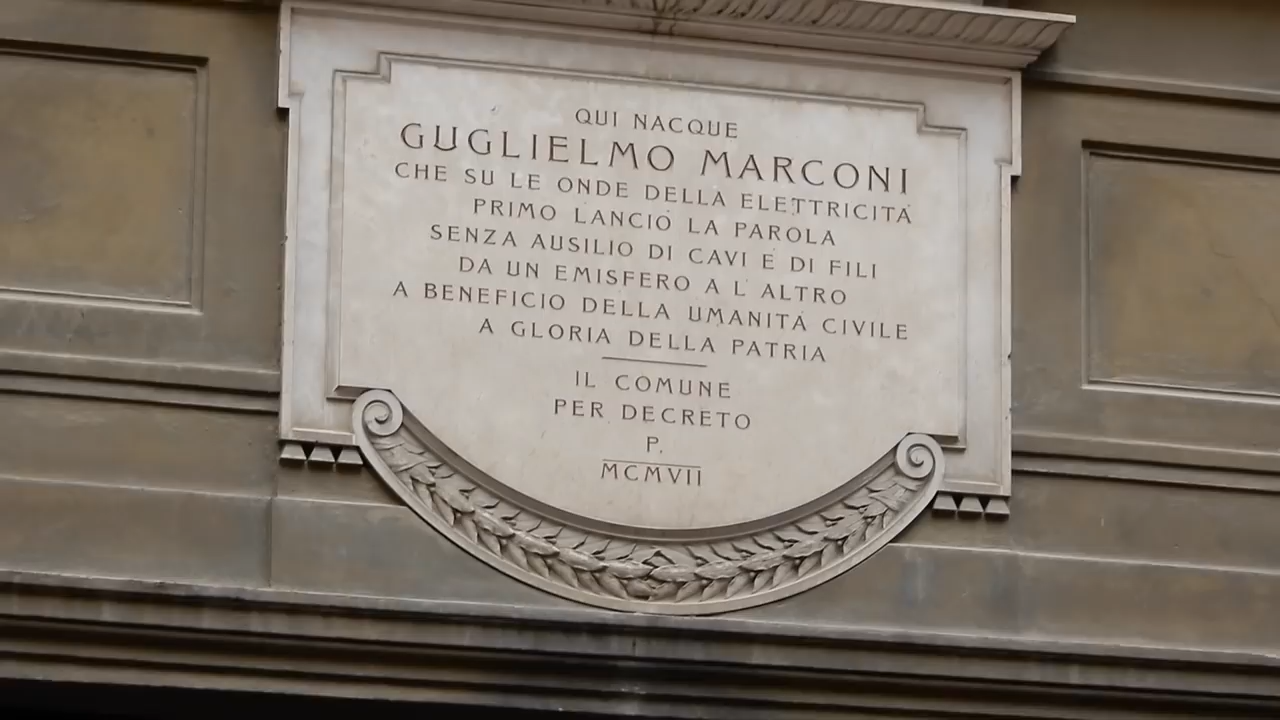 QUI NACQUE
GUGLIELMO MARCONI
CHE SU LE ONDE DELLA ELETTRICITÀ
PRIMO LANCIÒ LA PAROLA
SENZA AUSILIO DI CAVI E DI FILI
DA UN EMISFERO A L'ALTRO
A BENEFICIO DELLA UMANITÀ CIVILE
A GLORIA DELLA PATRIA
IL COMUNE
PER DECRETO
P.
MCMVII